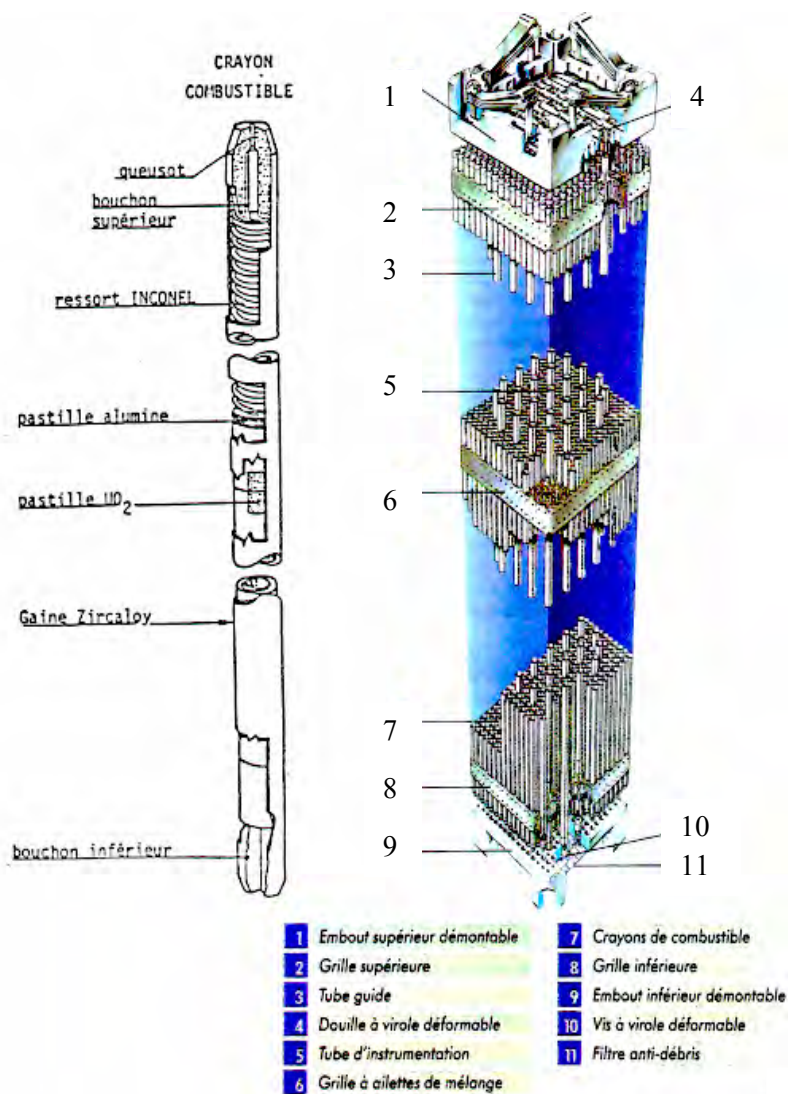 CRAYON
COMBUSTIBLE
queusot
bouchon
supérieur
ressort INCONEL
pastille alumine
pastille UO2
Gaine Zircaloy
bouchon inférieur
1
4
2
3
5
6
7
8
9
10
11
1 Embout supérieur démontable
2 Grille supérieure
3 Tube guide
4 Douille à virole déformable
5 Tube d'instrumentation
6 Grille à ailettes de mélange
7 Crayons de combustible
8 Grille inférieure
9 Embout inférieur démontable
10 Vis à virole déformable
11 Filtre anti-débris